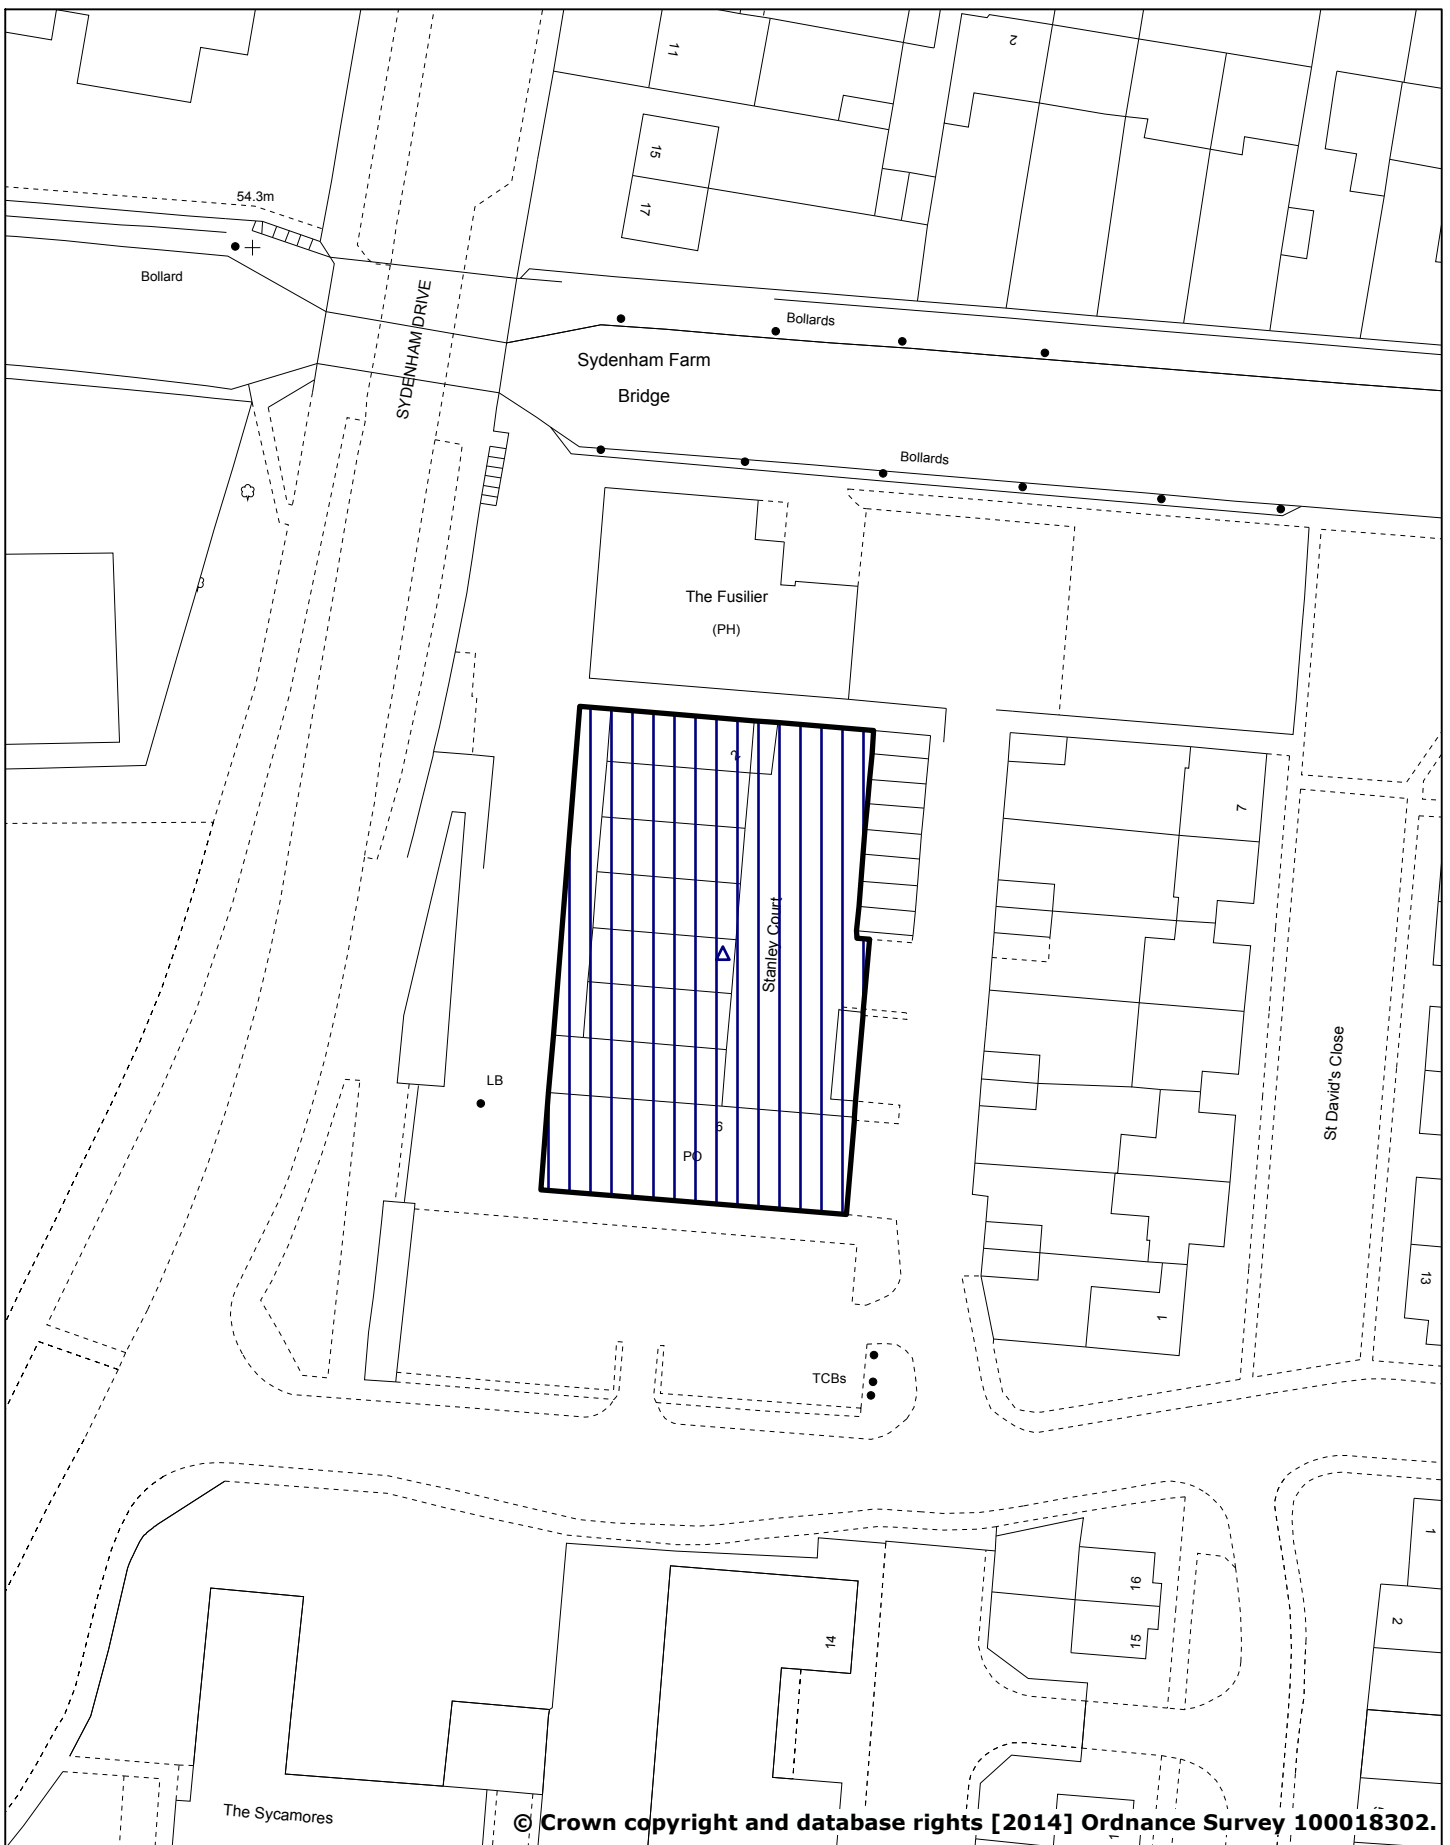 11
2
15
17
54.3m
Bollard
SYDENHAM DRIVE
Bollards
Sydenham Farm
Bridge
Bollards
The Fusilier
(PH)
2
7
Stanley Court
St David's Close
LB
6
PO
13
1
TCBs
1
16
2
15
14
The Sycamores
1
© Crown copyright and database rights [2014] Ordnance Survey 100018302.